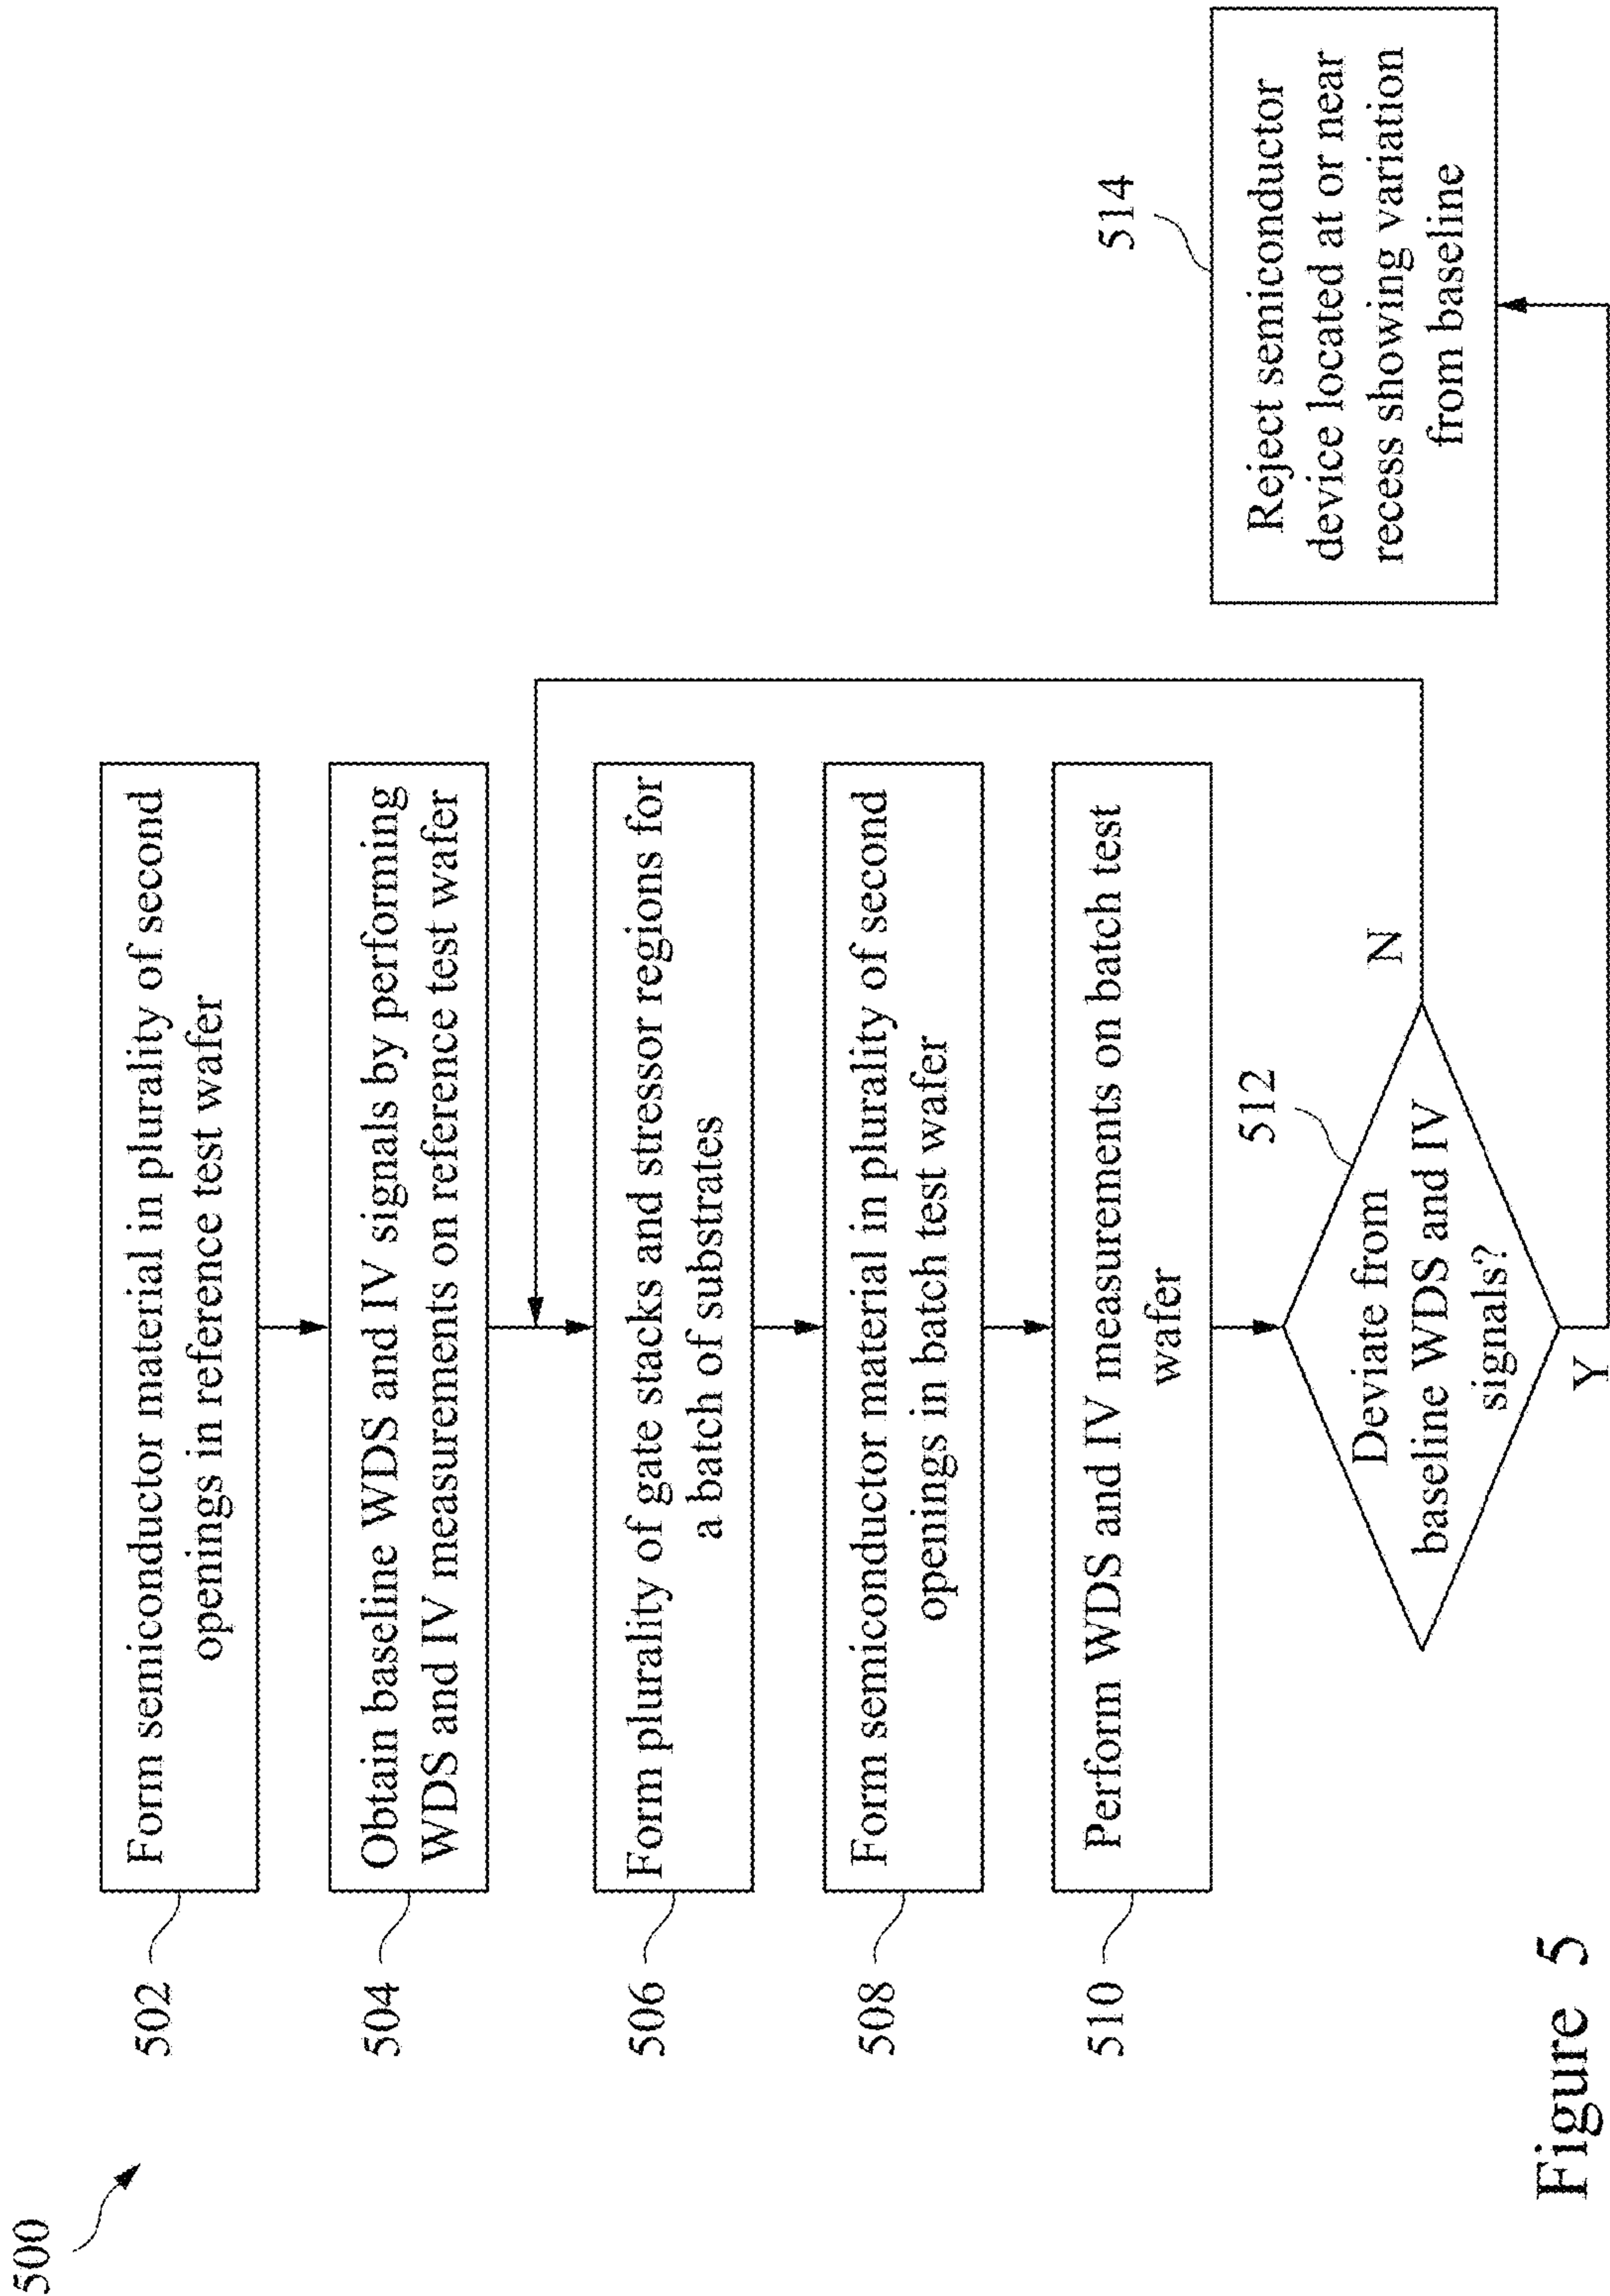 500
502
Form semiconductor material in plurality of second
openings in reference test wafer
504
Obtain baseline WDS and IV signals by performing
WDS and IV measurements on reference test wafer
506
Form plurality of gate stacks and stressor regions for
a batch of substrates
508
Form semiconductor material in plurality of second
openings in batch test wafer
510
Perform WDS and IV measurements on batch test
wafer
512
Deviate from
baseline WDS and IV
signals?
N
Y
514
Reject semiconductor
device located at or near
recess showing variation
from baseline
Figure 5